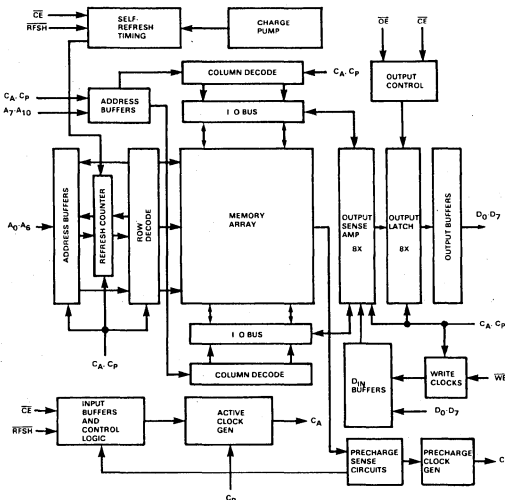 CE
RFSH
SELF-
REFRESH
TIMING
CHARGE
PUMP
OE
CE
CA, CP
A7-A10
ADDRESS
BUFFERS
COLUMN DECODE
CA, CP
OUTPUT
CONTROL
I O BUS
A0-A6
ADDRESS BUFFERS
REFRESH COUNTER
ROW
DECODE
MEMORY
ARRAY
OUTPUT
SENSE
AMP
8X
OUTPUT
LATCH
8X
OUTPUT BUFFERS
D0-D7
I O BUS
CA, CP
CA, CP
COLUMN DECODE
DIN
BUFFERS
WRITE
CLOCKS
WE
D0-D7
CE
RFSH
INPUT
BUFFERS
AND
CONTROL
LOGIC
ACTIVE
CLOCK
GEN
CA
PRECHARGE
SENSE
CIRCUITS
PRECHARGE
CLOCK
GEN
C